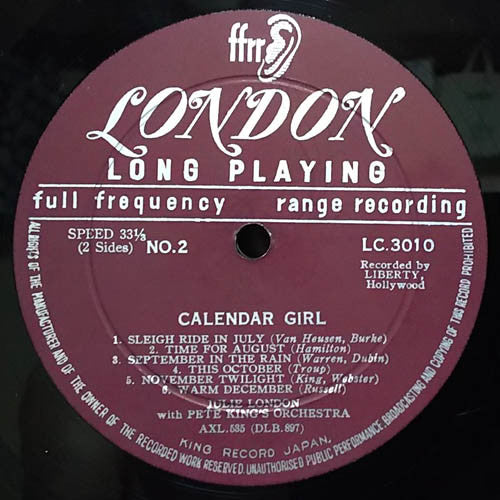 ffrr
LONDON
LONG PLAYING
full frequency range recording
SPEED 33⅓
(2 Sides) NO.2
LC.3010
Recorded by
LIBERTY,
Hollywood
CALENDAR GIRL
1. SLEIGH RIDE IN JULY (Van Heusen, Burke)
2. TIME FOR AUGUST (Hamilton)
3. SEPTEMBER IN THE RAIN (Warren, Dubin)
4. THIS OCTOBER (Troup)
5. NOVEMBER TWILIGHT (King, Webster)
6. WARM DECEMBER (Russell)
JULIE LONDON
with PETE KING'S ORCHESTRA
AXL.535 (DLB.897)
KING RECORD JAPAN.
ALL RIGHTS OF THE MANUFACTURER AND OF THE OWNER OF THE RECORDED WORK RESERVED. UNAUTHORISED PUBLIC PERFORMANCE, BROADCASTING AND COPYING OF THIS RECORD PROHIBITED